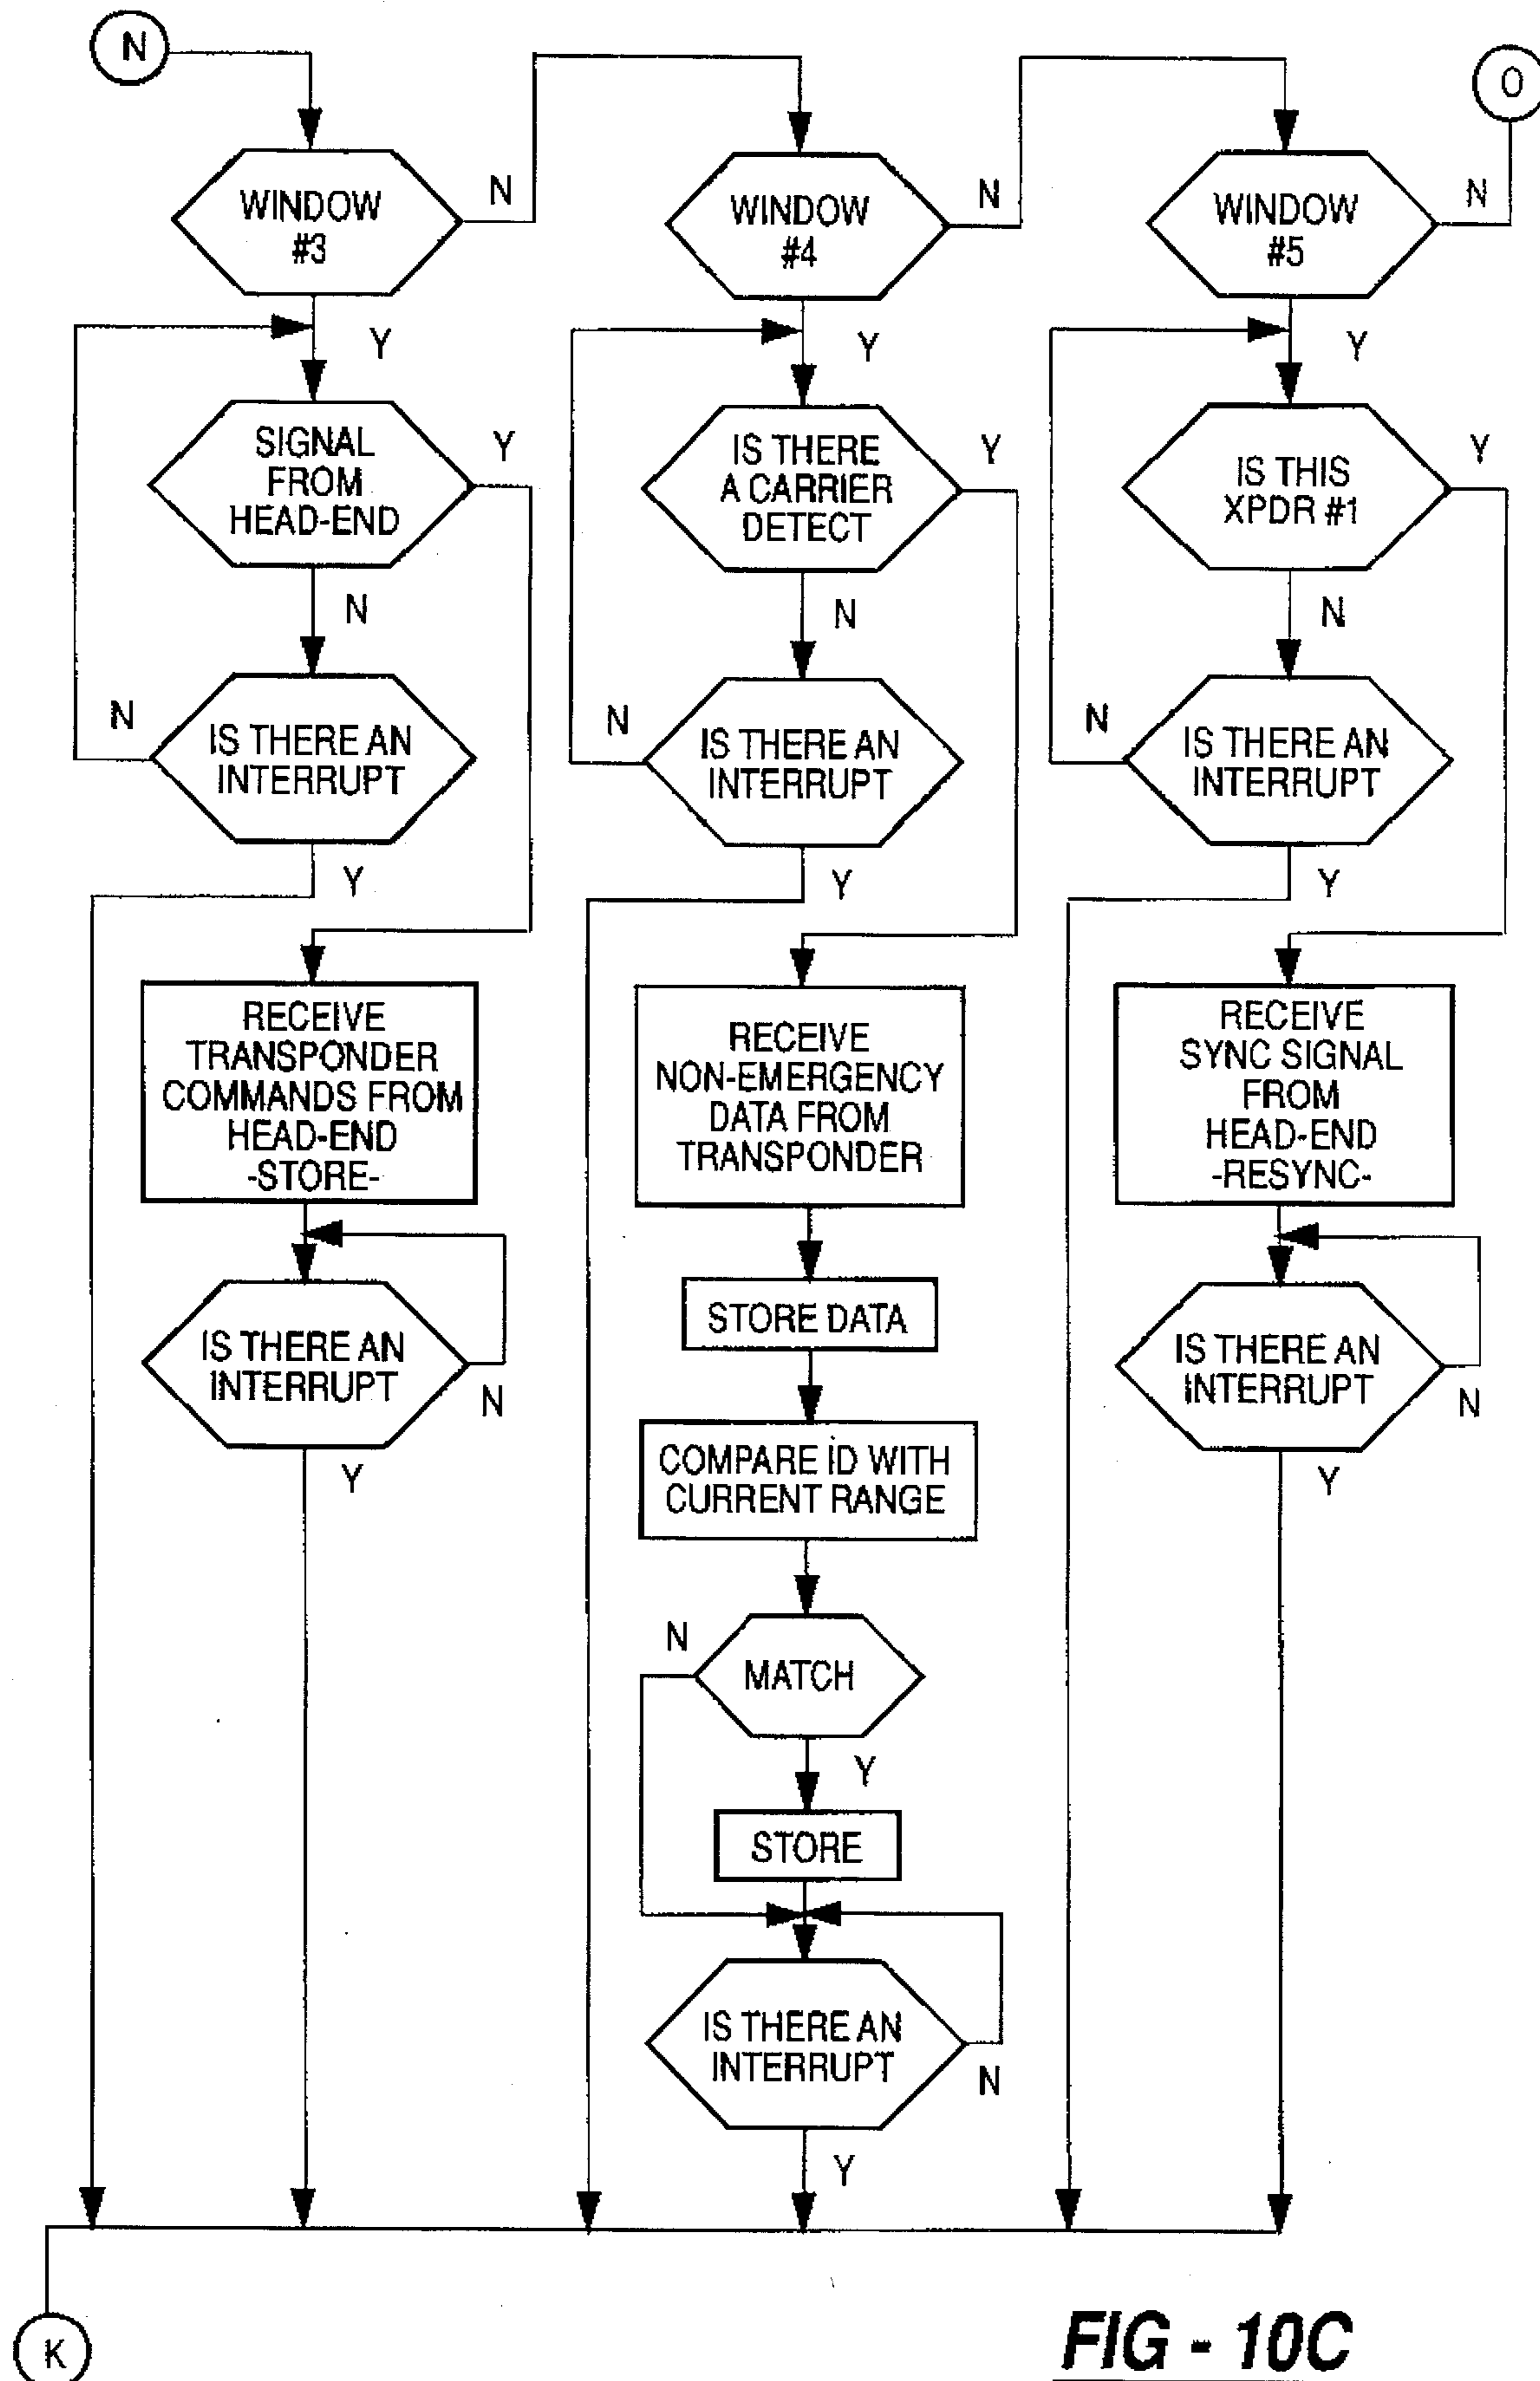 N
O
WINDOW
#3
N
WINDOW
#4
N
WINDOW
#5
N
Y
Y
Y
SIGNAL
FROM
HEAD-END
Y
IS THERE
A CARRIER
DETECT
Y
IS THIS
XPDR #1
Y
N
N
N
N
IS THERE AN
INTERRUPT
N
IS THERE AN
INTERRUPT
N
IS THERE AN
INTERRUPT
Y
Y
Y
RECEIVE
TRANSPONDER
COMMANDS FROM
HEAD-END
-STORE-
RECEIVE
NON-EMERGENCY
DATA FROM
TRANSPONDER
RECEIVE
SYNC SIGNAL
FROM
HEAD-END
-RESYNC-
IS THERE AN
INTERRUPT
N
Y
STORE DATA
IS THERE AN
INTERRUPT
N
Y
COMPARE ID WITH
CURRENT RANGE
N
MATCH
Y
STORE
IS THERE AN
INTERRUPT
N
Y
K
FIG - 10C